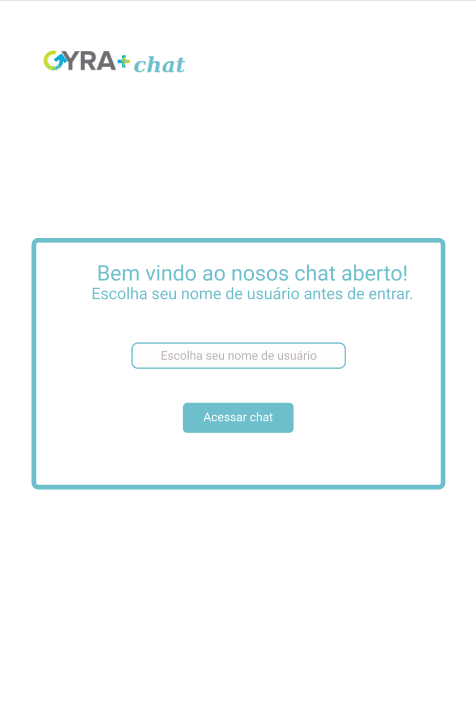 GYRA+ chat
Bem vindo ao nosos chat aberto!
Escolha seu nome de usuário antes de entrar.
Escolha seu nome de usuário
Acessar chat